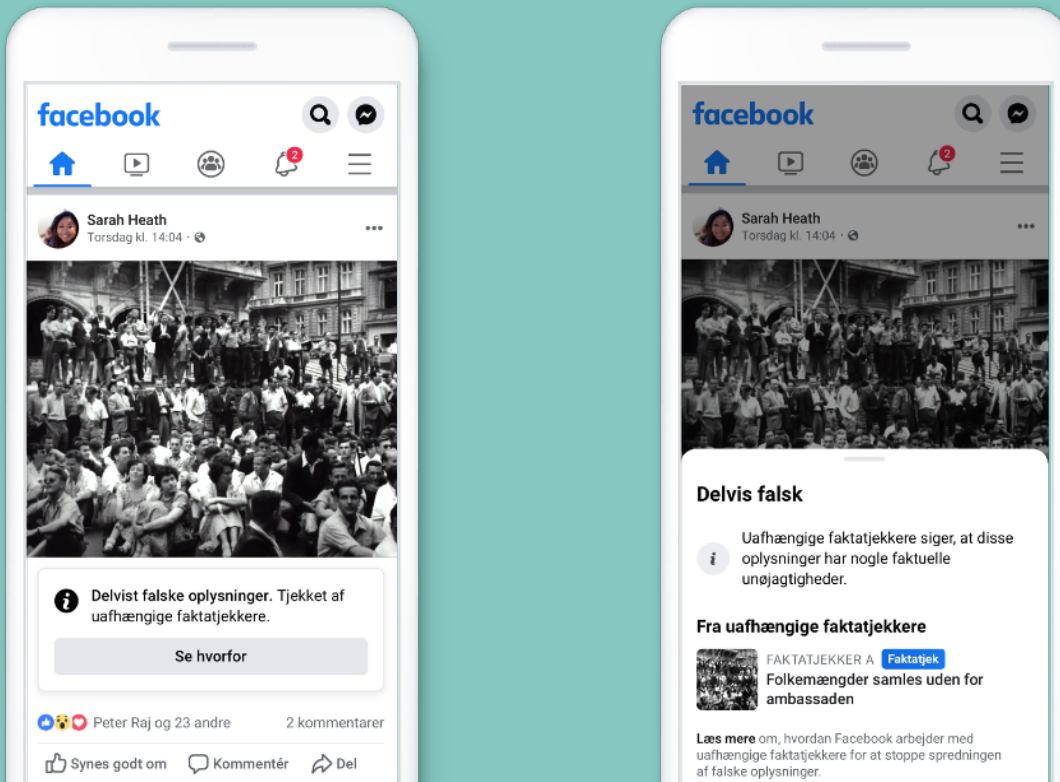 facebook
2
Sarah Heath
Torsdag kl. 14:04 ·
Delvist falske oplysninger. Tjekket af
uafhængige faktatjekkere.
Se hvorfor
Peter Raj og 23 andre
2 kommentarer
Synes godt om
Kommentér
Del
facebook
2
Sarah Heath
Torsdag kl. 14:04 ·
Delvis falsk
Uafhængige faktatjekkere siger, at disse
oplysninger har nogle faktuelle
unøjagtigheder.
Fra uafhængige faktatjekkere
FAKTATJEKKER A Faktatjek
Folkemængder samles uden for
ambassaden
Læs mere om, hvordan Facebook arbejder med
uafhængige faktatjekkere for at stoppe spredningen
af falske oplysninger.